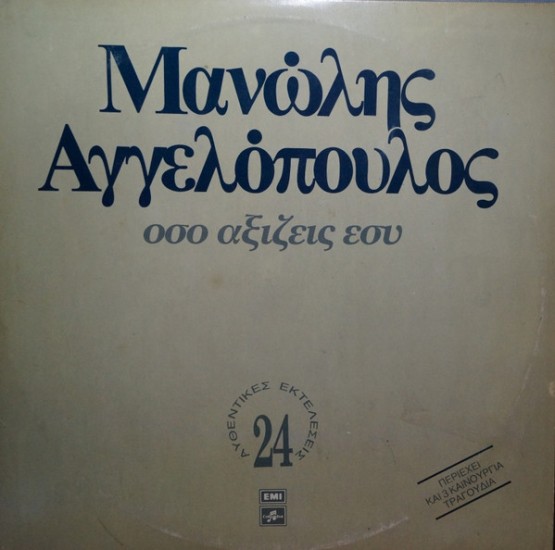 Μανώλης
Αγγελόπουλος
οσο αξιζεις εσυ
ΑΥΘΕΝΤΙΚΕΣ ΕΚΤΕΛΕΣΕΙΣ
24
ΠΕΡΙΕΧΕΙ
ΚΑΙ 3 ΚΑΙΝΟΥΡΓΙΑ
ΤΡΑΓΟΥΔΙΑ
EMI